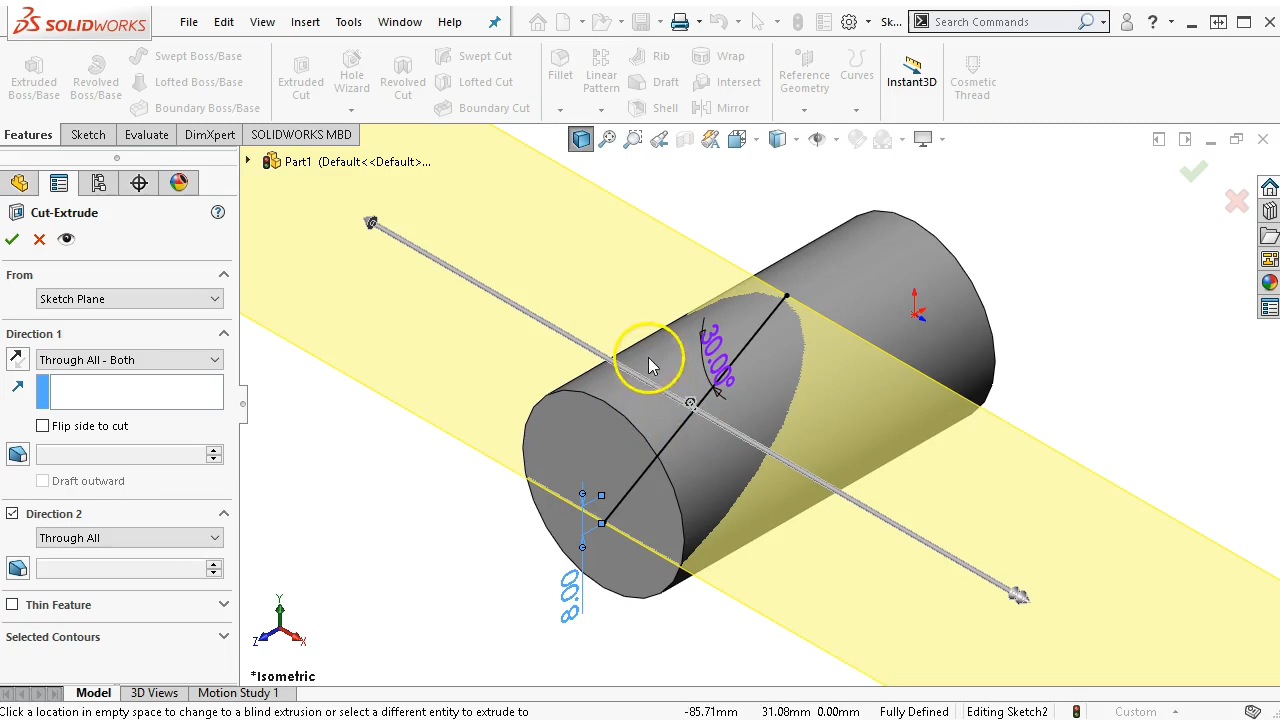 SOLIDWORKS
File Edit View Insert Tools Window Help
Sk...
Search Commands
?
Extruded Boss/Base
Revolved Boss/Base
Swept Boss/Base
Lofted Boss/Base
Boundary Boss/Base
Extruded Cut
Hole Wizard
Revolved Cut
Swept Cut
Lofted Cut
Boundary Cut
Fillet
Linear Pattern
Rib
Draft
Shell
Wrap
Intersect
Mirror
Reference Geometry
Curves
Instant3D
Cosmetic Thread
Features Sketch Evaluate DimXpert SOLIDWORKS MBD
Part1 (Default<<Default>...
Cut-Extrude
?
From
Sketch Plane
Direction 1
Through All - Both
Flip side to cut
Draft outward
Direction 2
Through All
Thin Feature
Selected Contours
30.00°
8.00
Y
Z
X
*Isometric
Model 3D Views Motion Study 1
Click a location in empty space to change to a blind extrusion or select a different entity to extrude to
-85.71mm 31.08mm 0.00mm Fully Defined Editing Sketch2 Custom